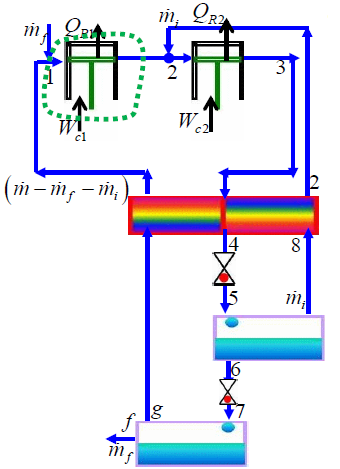 ṁ_f
Q_R1
ṁ_i
Q_R2
1
2
3
W_c1
W_c2
(ṁ − ṁ_f − ṁ_i)
2
4
8
5
ṁ_i
6
7
f
g
ṁ_f